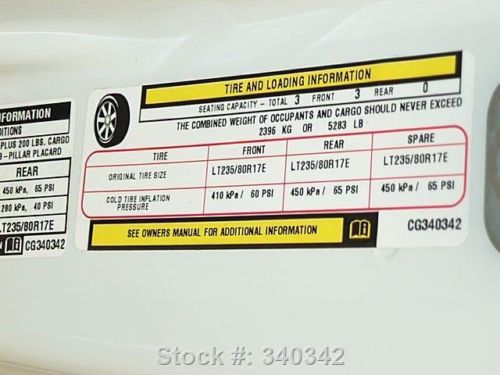 INFORMATION
DITIONS
PLUS 200 LBS. CARGO
B-PILLAR PLACARD
REAR
450 kPa/ 65 PSI
280 kPa, 40 PSI
LT235/80R17E
CG340342
TIRE AND LOADING INFORMATION
SEATING CAPACITY - TOTAL 3 FRONT 3 REAR 0
THE COMBINED WEIGHT OF OCCUPANTS AND CARGO SHOULD NEVER EXCEED
2396 KG OR 5283 LB
TIRE FRONT REAR SPARE
ORIGINAL TIRE SIZE LT235/80R17E LT235/80R17E LT235/80R17E
COLD TIRE INFLATION PRESSURE 410 kPa/ 60 PSI 450 kPa/ 65 PSI 450 kPa/ 65 PSI
SEE OWNERS MANUAL FOR ADDITIONAL INFORMATION
CG340342
Stock #: 340342